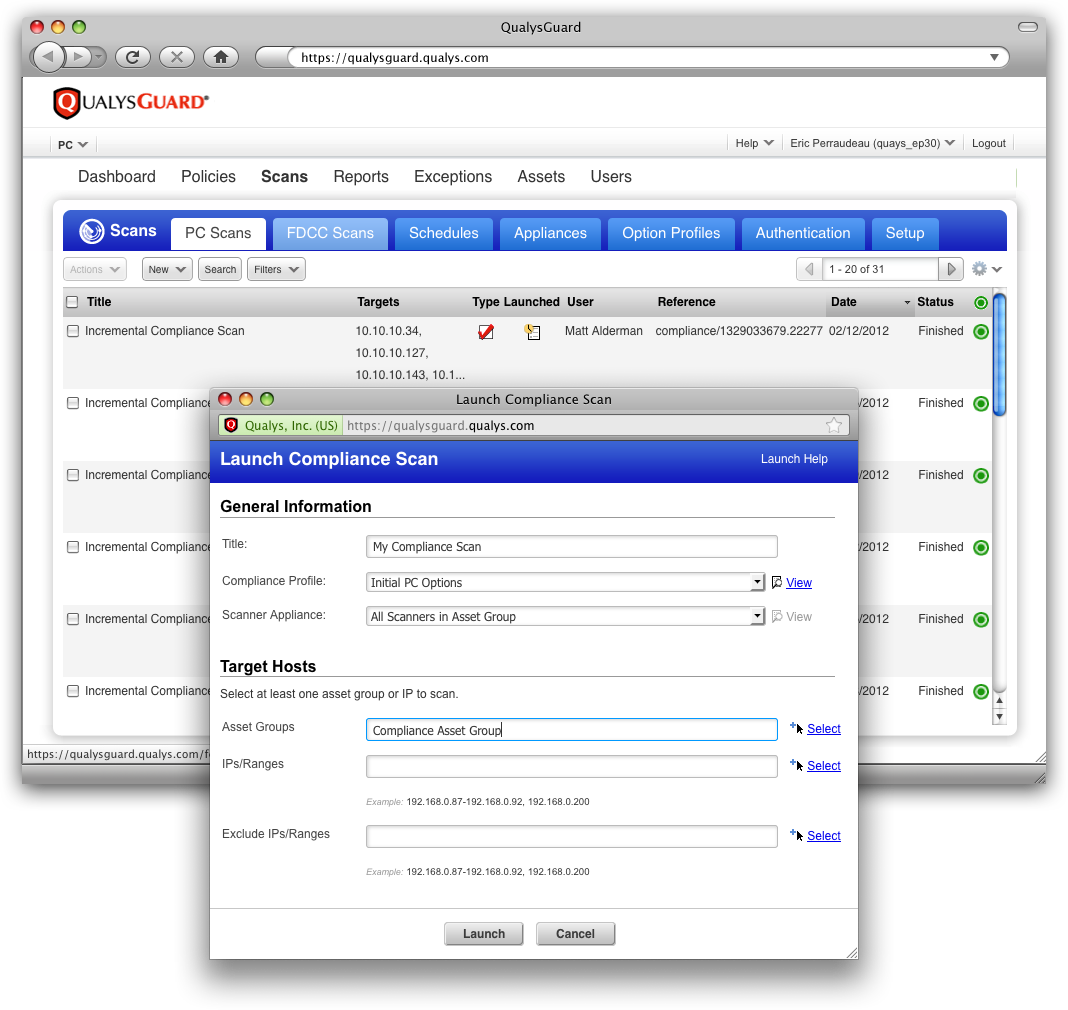 QualysGuard
https://qualysguard.qualys.com
QUALYSGUARD®
PC
Help Eric Perraudeau (quays_ep30) Logout
Dashboard Policies Scans Reports Exceptions Assets Users
Scans PC Scans FDCC Scans Schedules Appliances Option Profiles Authentication Setup
Actions New Search Filters 1 - 20 of 31
Title Targets Type Launched User Reference Date Status
Incremental Compliance Scan 10.10.10.34, Matt Alderman compliance/1329033679.22277 02/12/2012 Finished
10.10.10.127,
10.10.10.143, 10.1...
Launch Compliance Scan
Incremental Compliance /2012 Finished
Qualys, Inc. (US) https://qualysguard.qualys.com
Launch Compliance Scan Launch Help
Incremental Compliance /2012 Finished
General Information
Title: My Compliance Scan
Incremental Compliance /2012 Finished
Compliance Profile: Initial PC Options View
Scanner Appliance: All Scanners in Asset Group View
Incremental Compliance /2012 Finished
Target Hosts
Select at least one asset group or IP to scan.
Incremental Compliance /2012 Finished
Asset Groups Compliance Asset Group Select
https://qualysguard.qualys.com/f
IPs/Ranges Select
Example: 192.168.0.87-192.168.0.92, 192.168.0.200
Exclude IPs/Ranges Select
Example: 192.168.0.87-192.168.0.92, 192.168.0.200
Launch Cancel